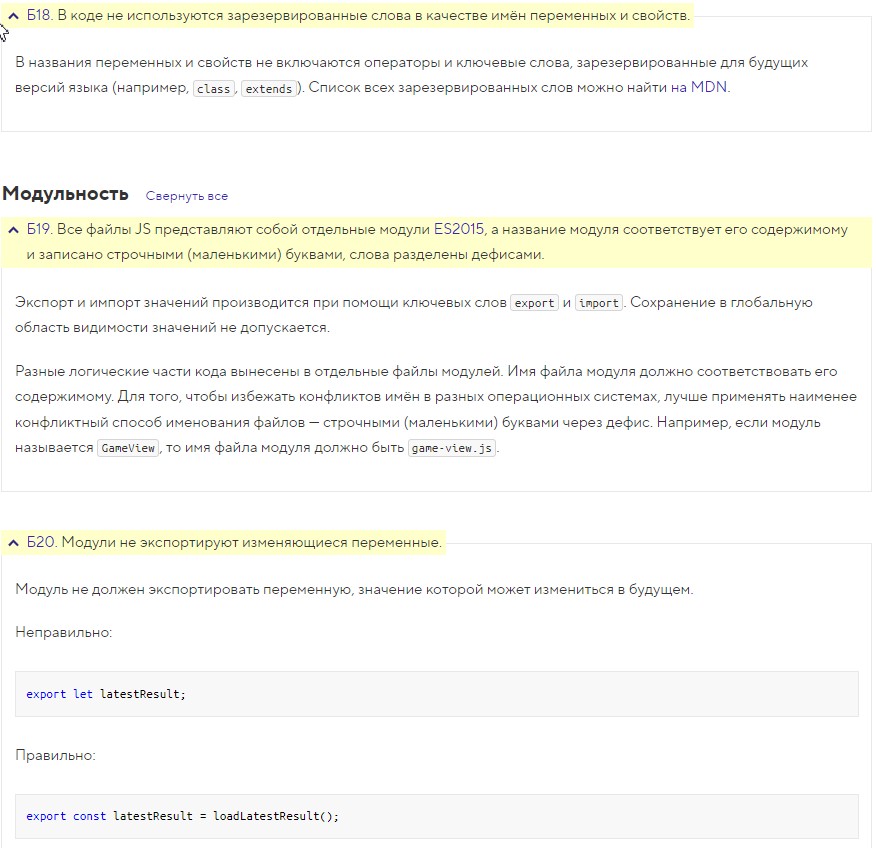 Б18. В коде не используются зарезервированные слова в качестве имён переменных и свойств.
В названия переменных и свойств не включаются операторы и ключевые слова, зарезервированные для будущих
версий языка (например, class, extends). Список всех зарезервированных слов можно найти на MDN.
Модульность Свернуть все
Б19. Все файлы JS представляют собой отдельные модули ES2015, а название модуля соответствует его содержимому
и записано строчными (маленькими) буквами, слова разделены дефисами.
Экспорт и импорт значений производится при помощи ключевых слов export и import. Сохранение в глобальную
область видимости значений не допускается.
Разные логические части кода вынесены в отдельные файлы модулей. Имя файла модуля должно соответствовать его
содержимому. Для того, чтобы избежать конфликтов имён в разных операционных системах, лучше применять наименее
конфликтный способ именования файлов — строчными (маленькими) буквами через дефис. Например, если модуль
называется GameView, то имя файла модуля должно быть game-view.js.
Б20. Модули не экспортируют изменяющиеся переменные.
Модуль не должен экспортировать переменную, значение которой может измениться в будущем.
Неправильно:
export let latestResult;
Правильно:
export const latestResult = loadLatestResult();